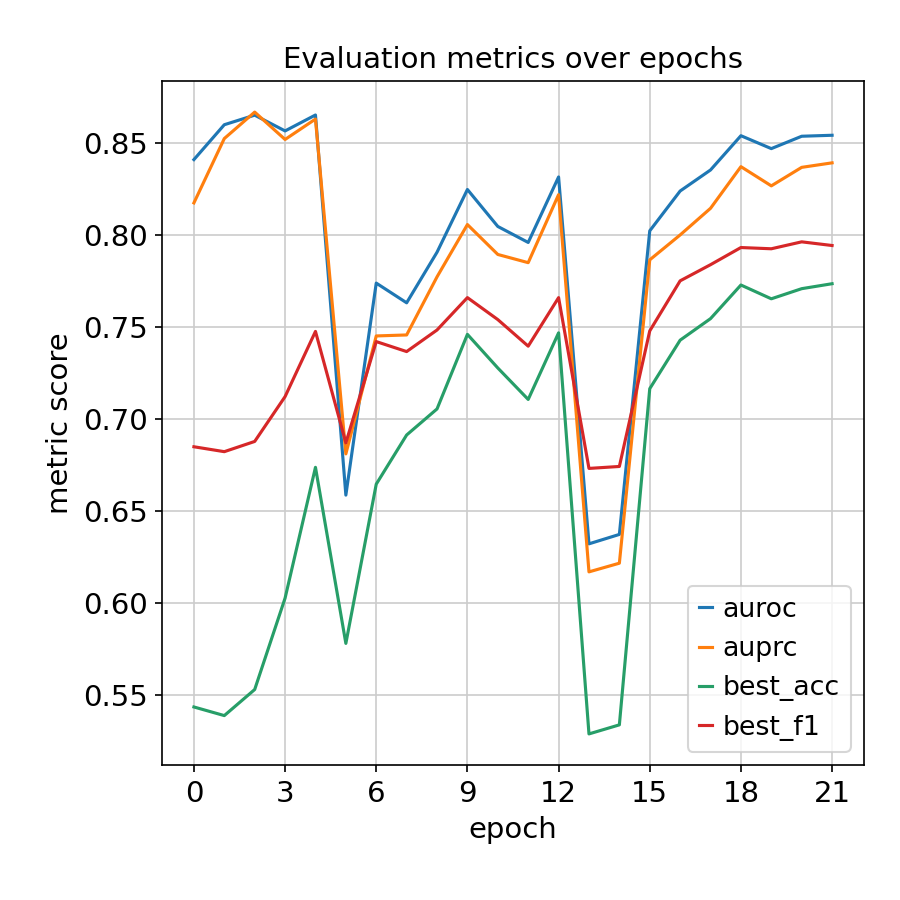 Evaluation metrics over epochs
metric score
0.85
0.80
0.75
0.70
0.65
0.60
0.55
auroc
auprc
best_acc
best_f1
0 3 6 9 12 15 18 21
epoch